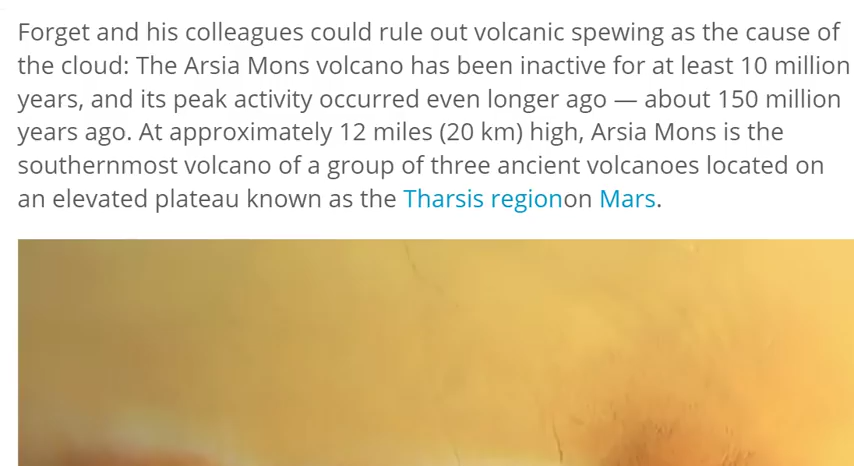 Forget and his colleagues could rule out volcanic spewing as the cause of
the cloud: The Arsia Mons volcano has been inactive for at least 10 million
years, and its peak activity occurred even longer ago — about 150 million
years ago. At approximately 12 miles (20 km) high, Arsia Mons is the
southernmost volcano of a group of three ancient volcanoes located on
an elevated plateau known as the Tharsis regionon Mars.